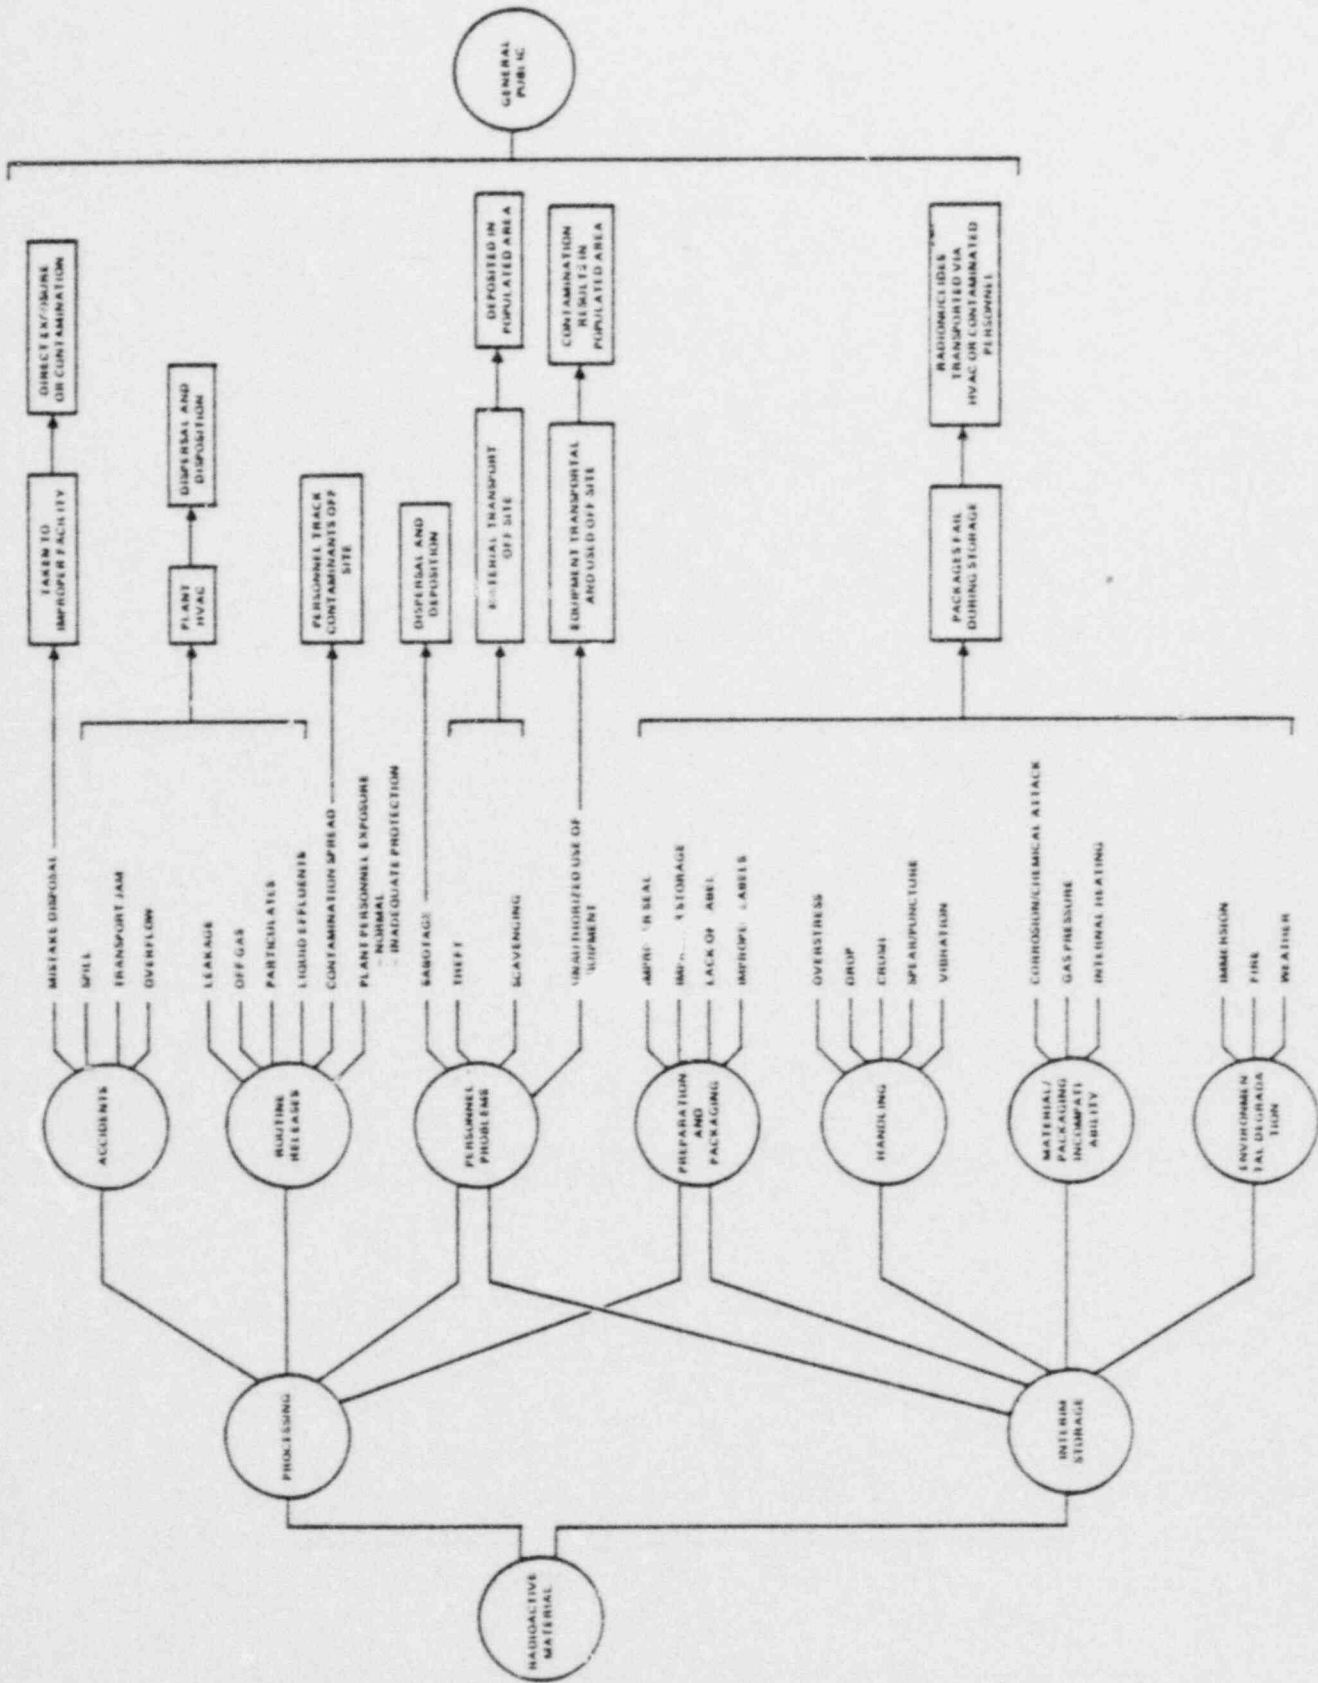 RADIOACTIVE
MATERIAL
PROCESSING
INTERIM
STORAGE
ACCIDENTS
ROUTINE
RELEASES
PERSONNEL
PROBLEMS
PREPARATION
AND
PACKAGING
HANDLING
MATERIAL/
PACKAGING
INCOMPATI
ABILITY
ENVIRONMEN
TAL DEGRADA
TION
MISTAKE DISPOSAL
SPILL
TRANSPORT JAM
OVERFLOW
LEAKAGE
OFF GAS
PARTICULATES
LIQUID EFFLUENTS
CONTAMINATION SPREAD
PLANT PERSONNEL EXPOSURE
- NORMAL
- INADEQUATE PROTECTION
SABOTAGE
THEFT
SCAVENGING
UNAUTHORIZED USE OF
SEAL
STORAGE
LACK OF
LABELS
OVERSTRESS
DROP
CRUSH
SPEAR/PUNCTURE
VIBRATION
CORROSION/CHEMICAL ATTACK
GAS PRESSURE
INTERNAL HEATING
IMMERSION
FIRE
WEATHER
TAKEN TO
IMPROPER FACILITY
DIRECT EXPOSURE
OR CONTAMINATION
PLANT
HVAC
DISPERSAL AND
DISPOSITION
PERSONNEL TRACK
CONTAMINANTS OFF
SITE
DISPERSAL AND
DEPOSITION
MATERIAL TRANSPORT
OFF SITE
DEPOSITED IN
POPULATED AREA
EQUIPMENT TRANSPORTAL
AND USED OFF SITE
CONTAMINATION
RESULTS IN
POPULATED AREA
PACKAGES FAIL
DURING STORAGE
RADIONUCLIDES
TRANSPORTED VIA
HVAC OR CONTAMINATED
PERSONNEL
GENERAL
PUBLIC